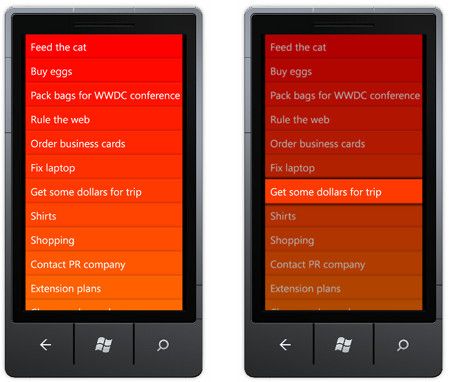 Feed the cat
Buy eggs
Pack bags for WWDC conference
Rule the web
Order business cards
Fix laptop
Get some dollars for trip
Shirts
Shopping
Contact PR company
Extension plans
Feed the cat
Buy eggs
Pack bags for WWDC conference
Rule the web
Order business cards
Fix laptop
Get some dollars for trip
Shirts
Shopping
Contact PR company
Extension plans